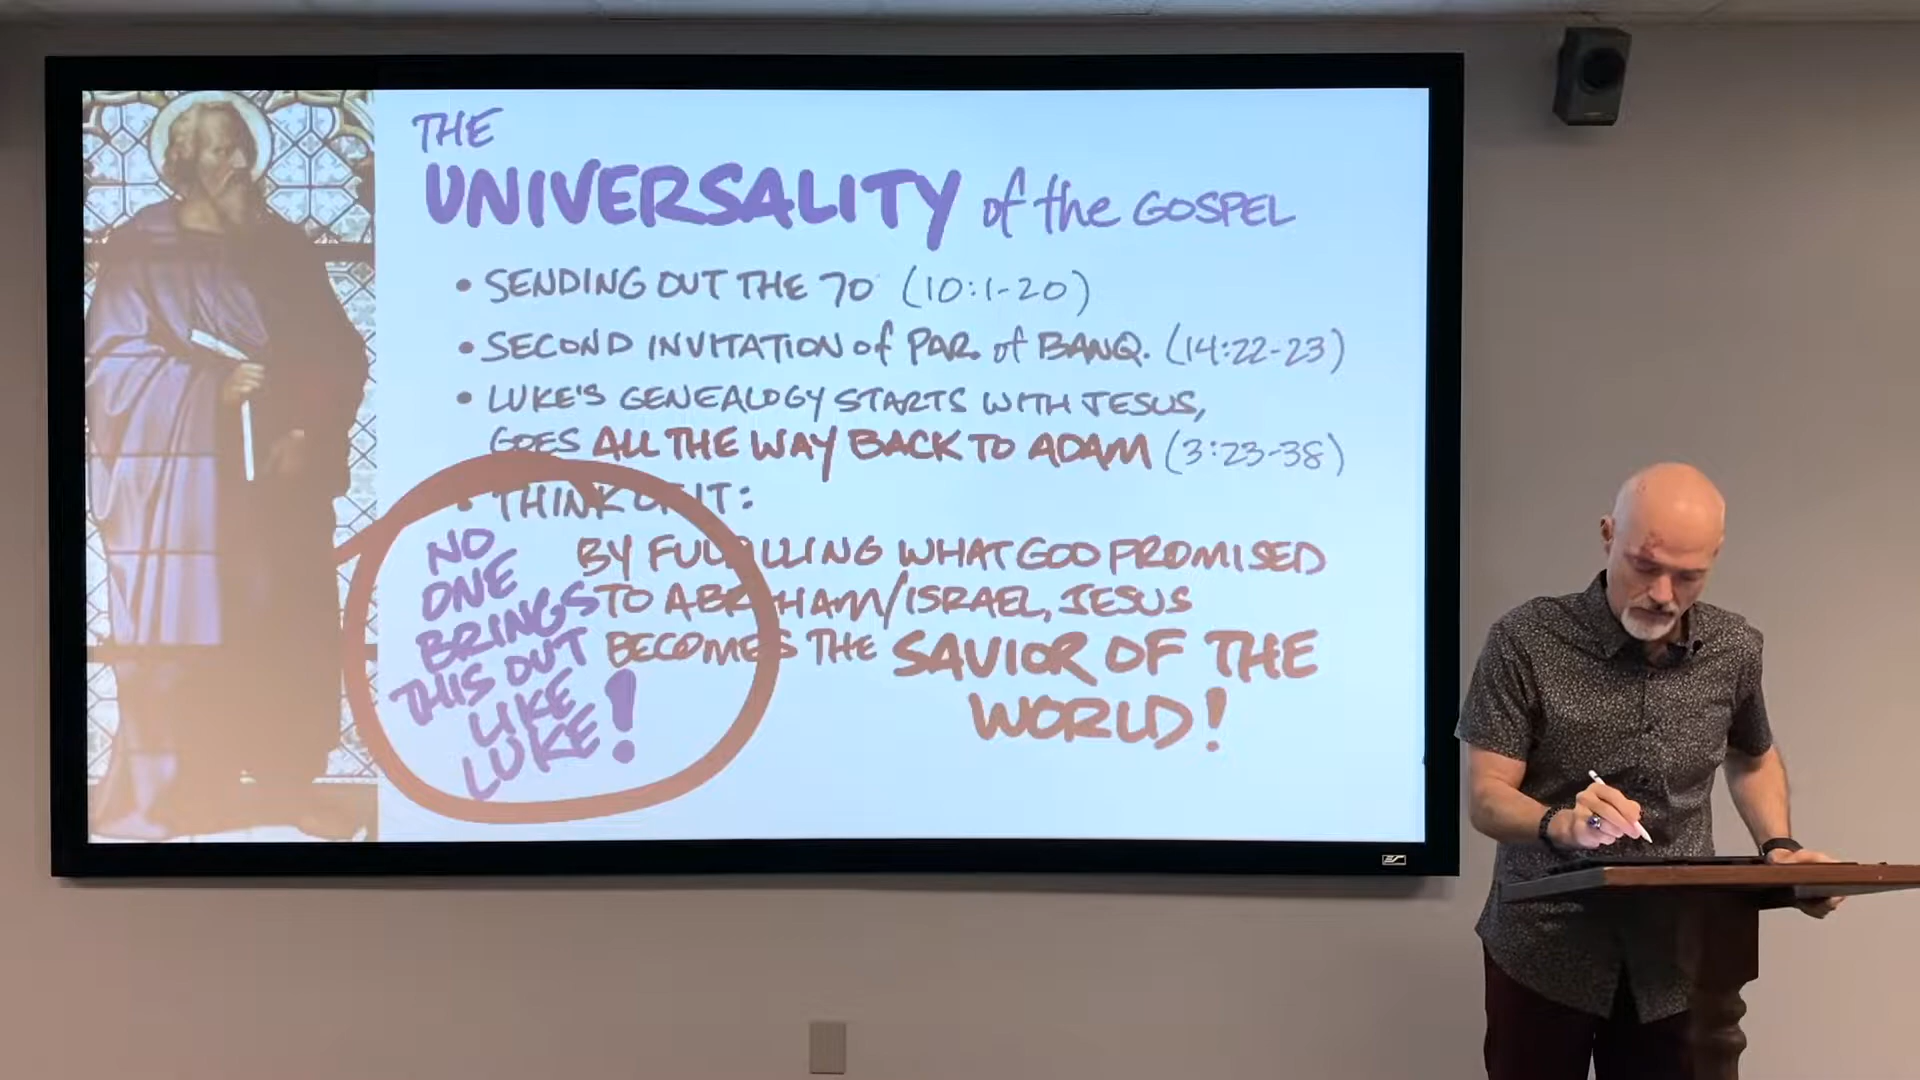 THE
UNIVERSALITY of the GOSPEL
• SENDING OUT THE 70 (10:1-20)
• SECOND INVITATION of PAR. of BANQ. (14:22-23)
• LUKE'S GENEALOGY STARTS WITH JESUS,
GOES ALL THE WAY BACK TO ADAM (3:23-38)
• THINK OF IT:
BY FULFILLING WHAT GOD PROMISED
TO ABRAHAM/ISRAEL, JESUS
BECOMES THE SAVIOR OF THE
WORLD!
NO
ONE
BRINGS
THIS OUT
LIKE
LUKE!
ES